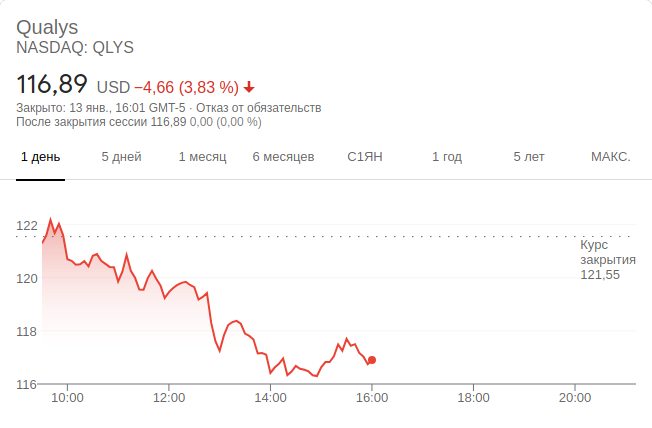 Qualys
NASDAQ: QLYS
116,89 USD −4,66 (3,83 %)
Закрыто: 13 янв., 16:01 GMT-5 · Отказ от обязательств
После закрытия сессии 116,89 0,00 (0,00 %)
1 день 5 дней 1 месяц 6 месяцев С1ЯН 1 год 5 лет МАКС.
122
Курс
закрытия
121,55
120
118
116
10:00 12:00 14:00 16:00 18:00 20:00